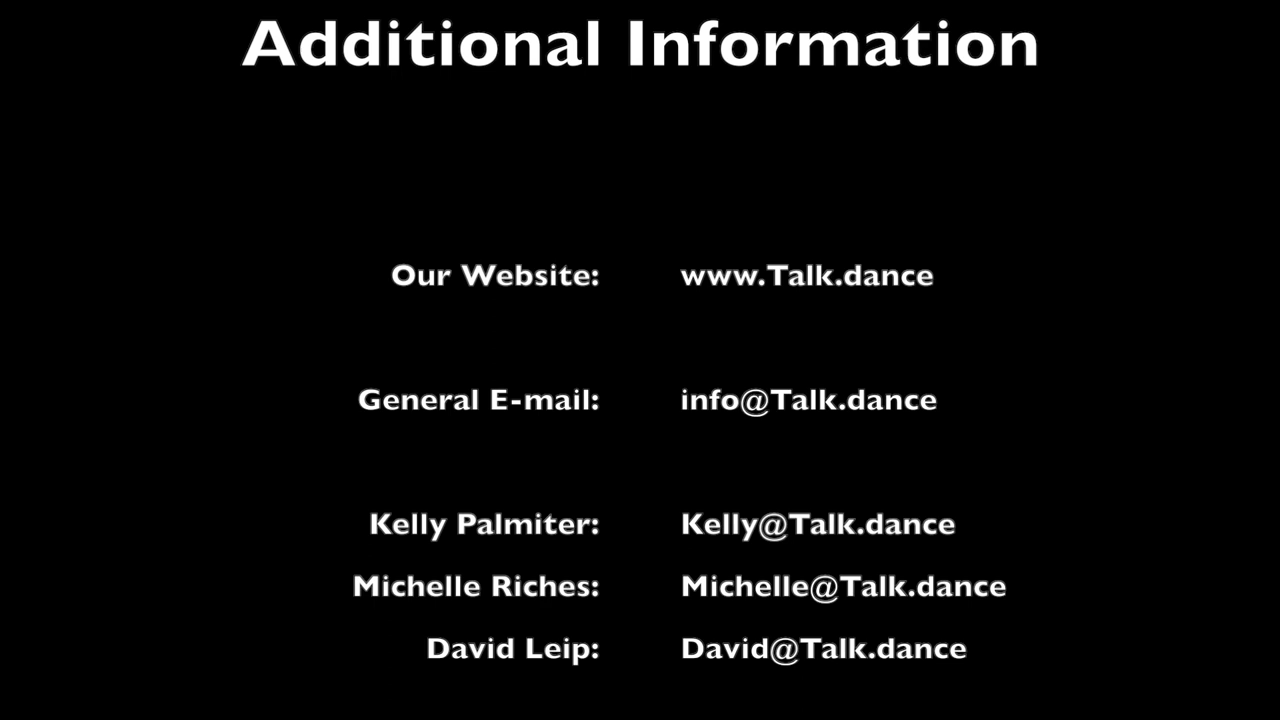 Additional Information
Our Website: www.Talk.dance
General E-mail: info@Talk.dance
Kelly Palmiter: Kelly@Talk.dance
Michelle Riches: Michelle@Talk.dance
David Leip: David@Talk.dance